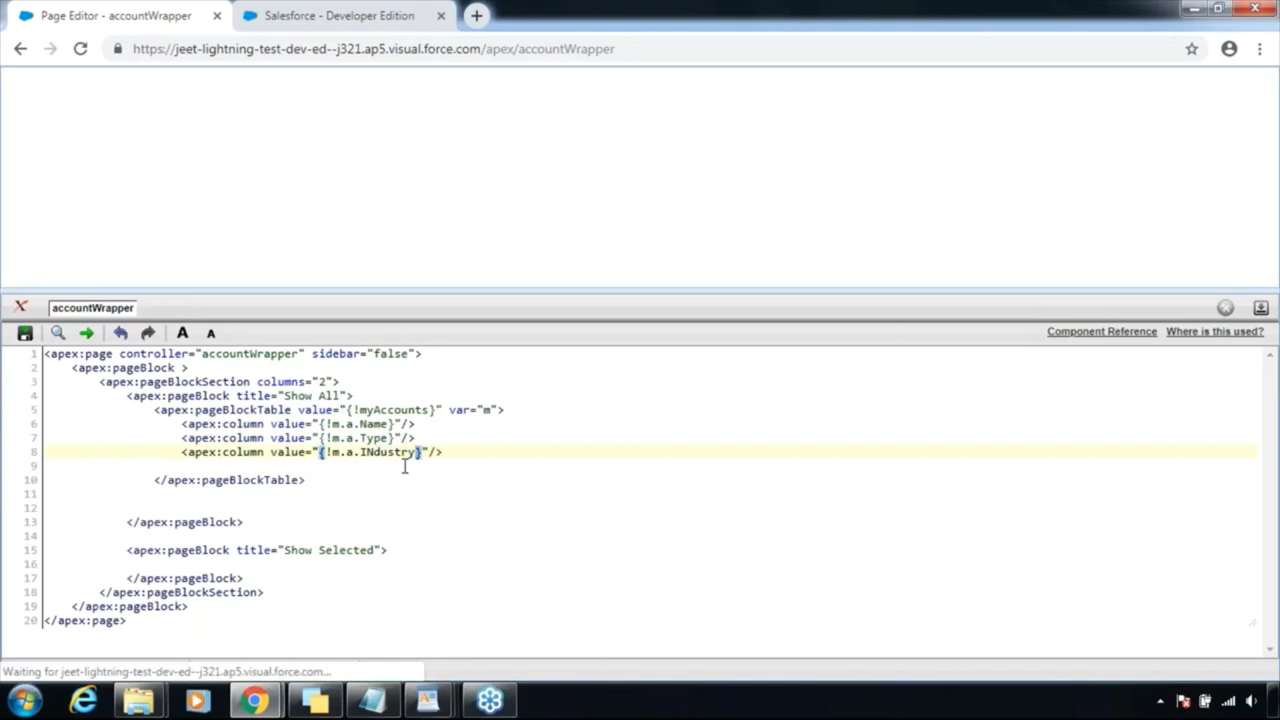 Page Editor - accountWrapper
Salesforce - Developer Edition
https://jeet-lightning-test-dev-ed--j321.ap5.visual.force.com/apex/accountWrapper
accountWrapper
A A
Component Reference Where is this used?
1 <apex:page controller="accountWrapper" sidebar="false">
2 <apex:pageBlock >
3 <apex:pageBlockSection columns="2">
4 <apex:pageBlock title="Show All">
5 <apex:pageBlockTable value="{!myAccounts}" var="m">
6 <apex:column value="{!m.a.Name}"/>
7 <apex:column value="{!m.a.Type}"/>
8 <apex:column value="{!m.a.INdustry}"/>
9
10 </apex:pageBlockTable>
11
12
13 </apex:pageBlock>
14
15 <apex:pageBlock title="Show Selected">
16
17 </apex:pageBlock>
18 </apex:pageBlockSection>
19 </apex:pageBlock>
20 </apex:page>
Waiting for jeet-lightning-test-dev-ed--j321.ap5.visual.force.com...